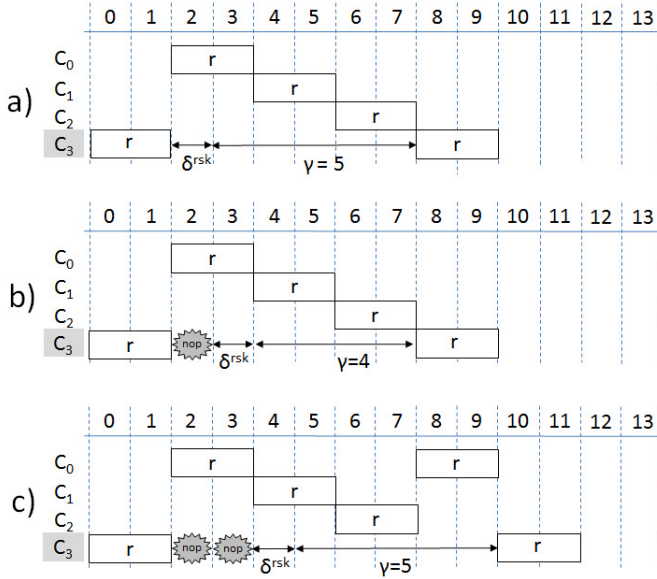 0 1 2 3 4 5 6 7 8 9 10 11 12 13
C0 r
C1 r
a)
C2 r
C3 r r
δrsk γ = 5
0 1 2 3 4 5 6 7 8 9 10 11 12 13
C0 r
C1 r
b)
C2 r
C3 r nop r
δrsk γ=4
0 1 2 3 4 5 6 7 8 9 10 11 12 13
C0 r r
C1 r
c)
C2 r
C3 r nop nop r
δrsk γ=5